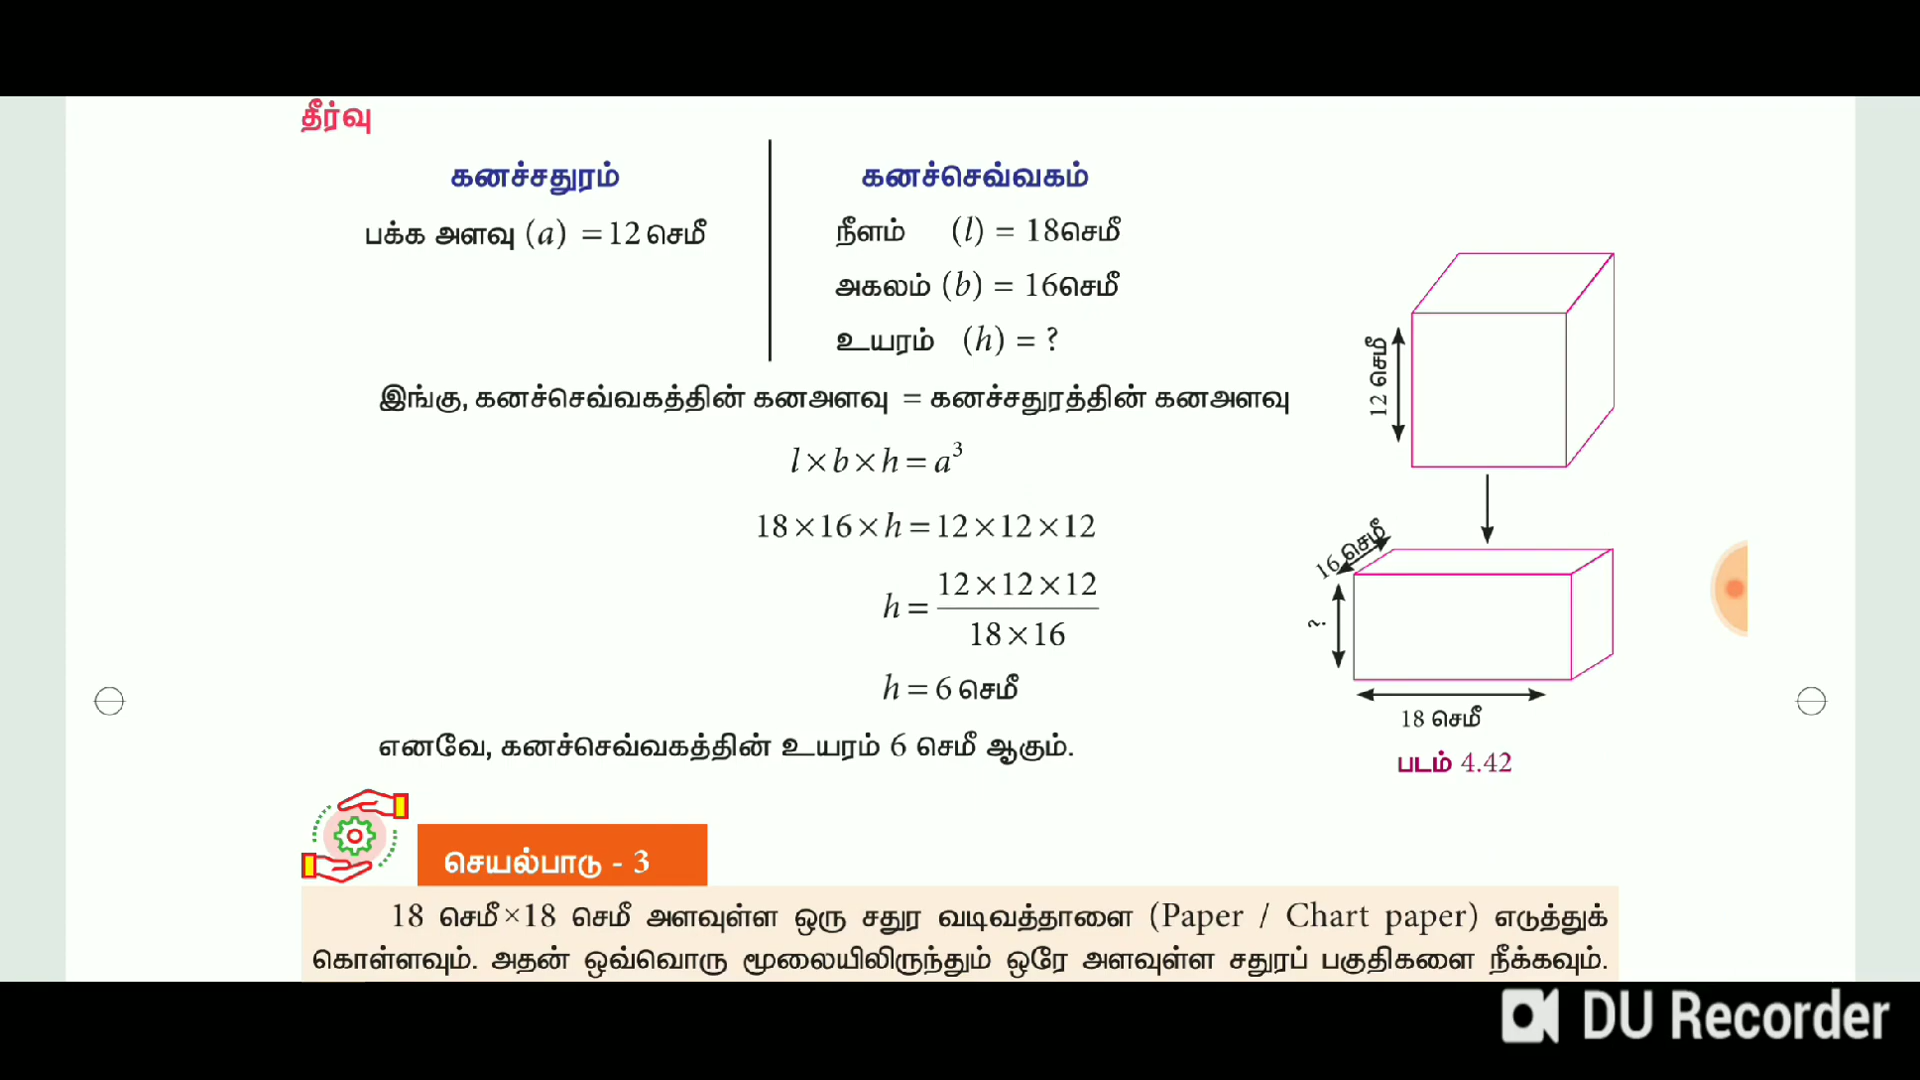 தீர்வு
கனச்சதுரம்
பக்க அளவு (a) = 12 செமீ
கனச்செவ்வகம்
நீளம் (l) = 18செமீ
அகலம் (b) = 16செமீ
உயரம் (h) = ?
இங்கு, கனச்செவ்வகத்தின் கனஅளவு = கனச்சதுரத்தின் கனஅளவு
l × b × h = a³
18 × 16 × h = 12 × 12 × 12
h = 12 × 12 × 12
18 × 16
h = 6 செமீ
எனவே, கனச்செவ்வகத்தின் உயரம் 6 செமீ ஆகும்.
12 செமீ
16 செமீ
?
18 செமீ
படம் 4.42
செயல்பாடு - 3
18 செமீ×18 செமீ அளவுள்ள ஒரு சதுர வடிவத்தாளை (Paper / Chart paper) எடுத்துக்
கொள்ளவும். அதன் ஒவ்வொரு மூலையிலிருந்தும் ஒரே அளவுள்ள சதுரப் பகுதிகளை நீக்கவும்.
DU Recorder